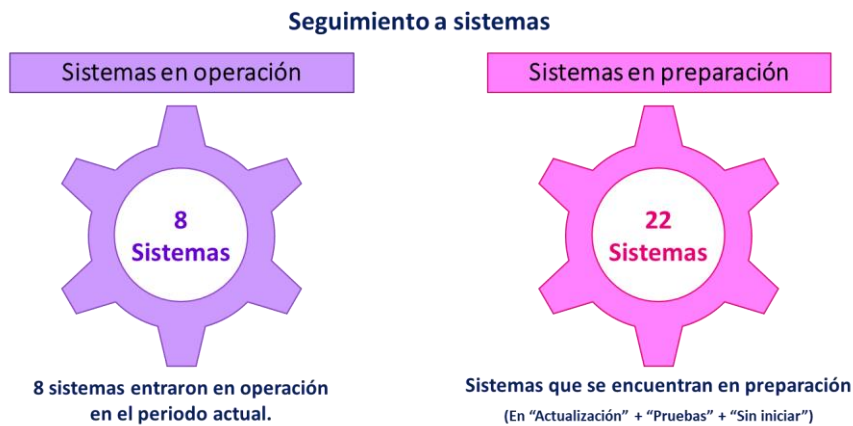 Seguimiento a sistemas
Sistemas en operación
Sistemas en preparación
8
Sistemas
22
Sistemas
8 sistemas entraron en operación
en el periodo actual.
Sistemas que se encuentran en preparación
(En “Actualización” + “Pruebas” + “Sin iniciar”)